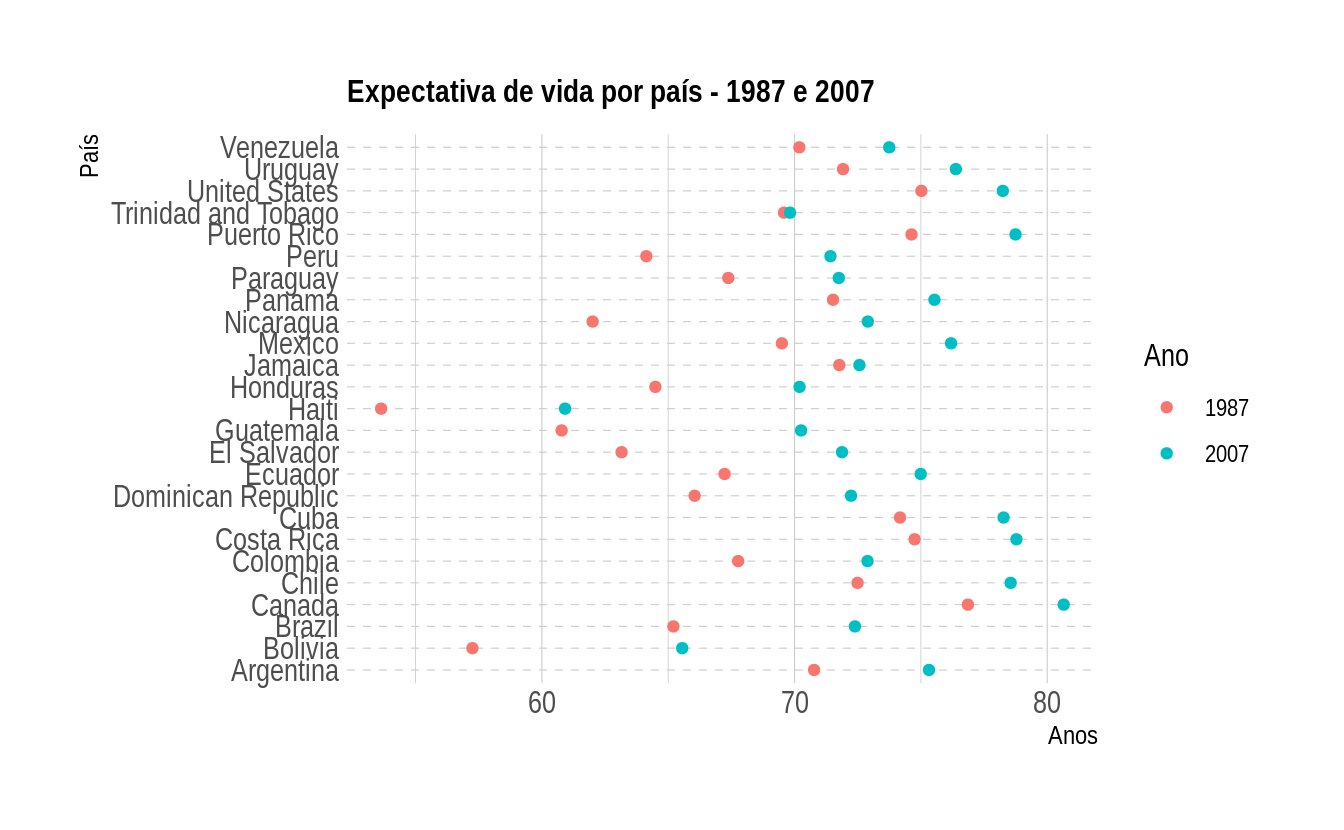 Expectativa de vida por país - 1987 e 2007
País
Venezuela
Uruguay
United States
Trinidad and Tobago
Puerto Rico
Peru
Paraguay
Panama
Nicaragua
Mexico
Jamaica
Honduras
Haiti
Guatemala
El Salvador
Ecuador
Dominican Republic
Cuba
Costa Rica
Colombia
Chile
Canada
Brazil
Bolivia
Argentina
60 70 80
Anos
Ano
1987
2007